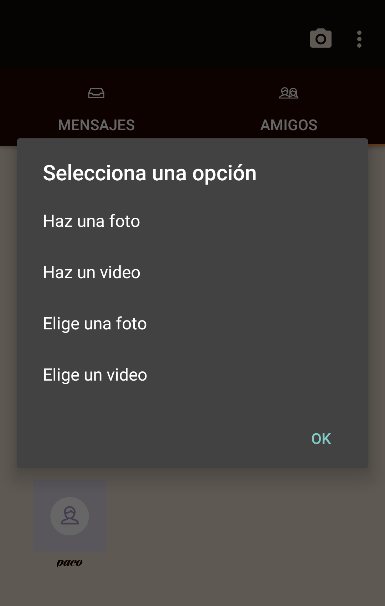 MENSAJES AMIGOS
Selecciona una opción
Haz una foto
Haz un video
Elige una foto
Elige un video
OK
paco